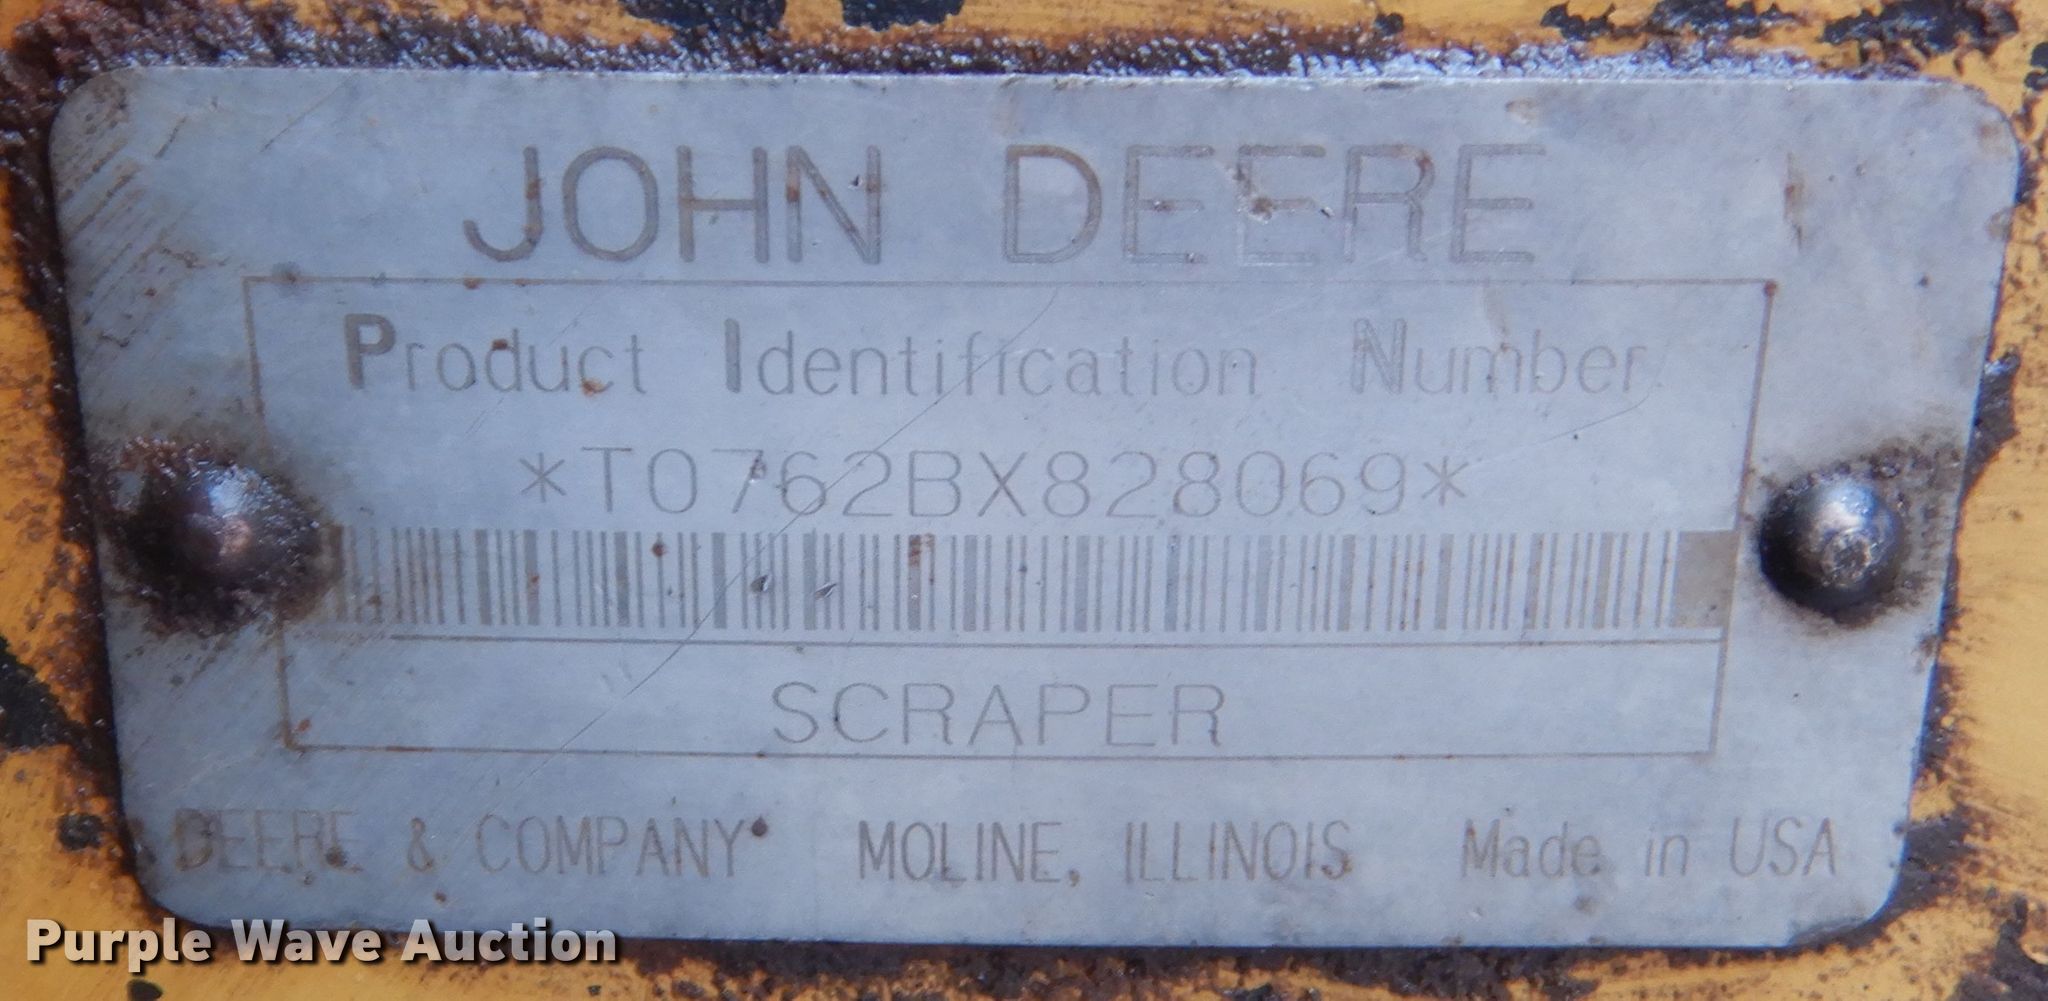 JOHN DEERE
Product Identification Number
*T0762BX828069*
SCRAPER
DEERE & COMPANY MOLINE, ILLINOIS Made in USA
Purple Wave Auction